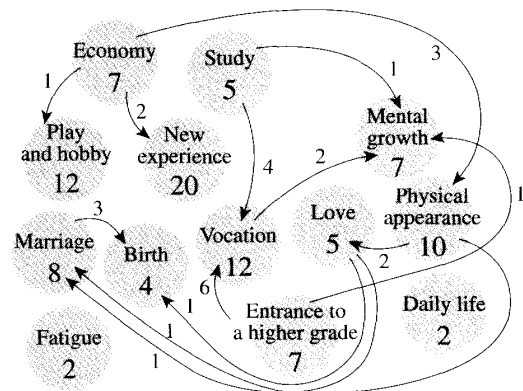 Economy
7
Study
5
3
1
2
1
Play
and hobby
12
New
experience
20
4
2
Mental
growth
7
Marriage
8
3
Birth
4
Vocation
12
Love
5
2
Physical
appearance
10
1
6
1
1
1
Entrance to
a higher grade
7
Daily life
2
Fatigue
2